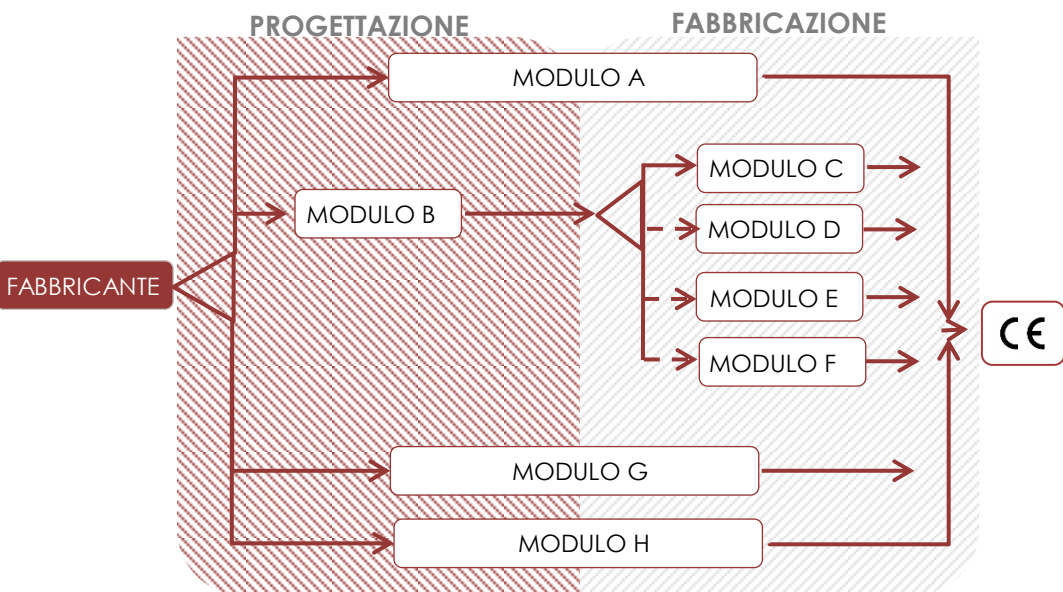 PROGETTAZIONE
FABBRICAZIONE
MODULO A
MODULO C
MODULO B
MODULO D
FABBRICANTE
MODULO E
CE
MODULO F
MODULO G
MODULO H